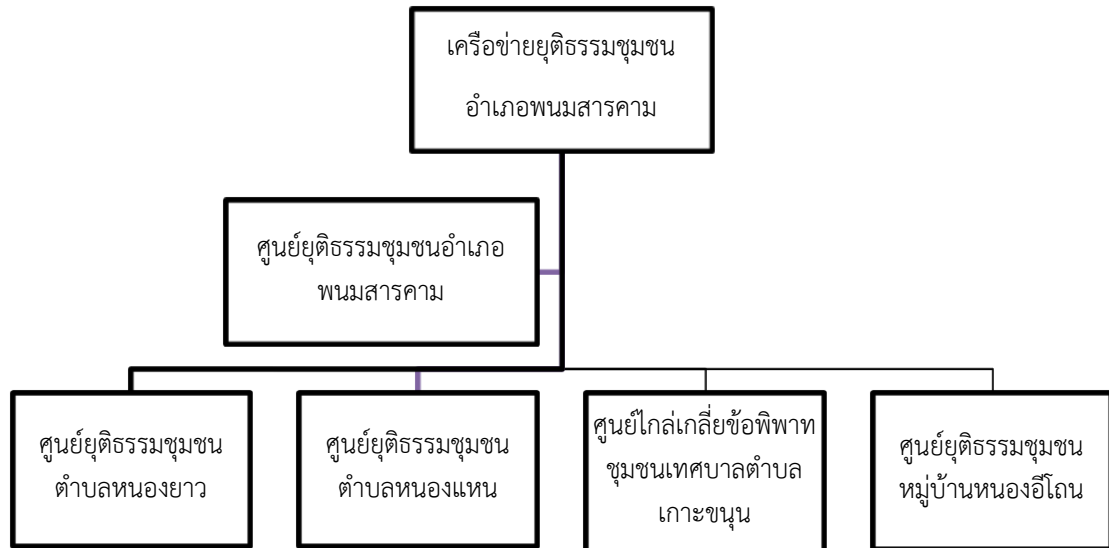 เครือข่ายยุติธรรมชุมชน
อำเภอพนมสารคาม
ศูนย์ยุติธรรมชุมชนอำเภอ
พนมสารคาม
ศูนย์ยุติธรรมชุมชน
ตำบลหนองยาว
ศูนย์ยุติธรรมชุมชน
ตำบลหนองแหน
ศูนย์ไกล่เกลี่ยข้อพิพาท
ชุมชนเทศบาลตำบล
เกาะขนุน
ศูนย์ยุติธรรมชุมชน
หมู่บ้านหนองอีโถน